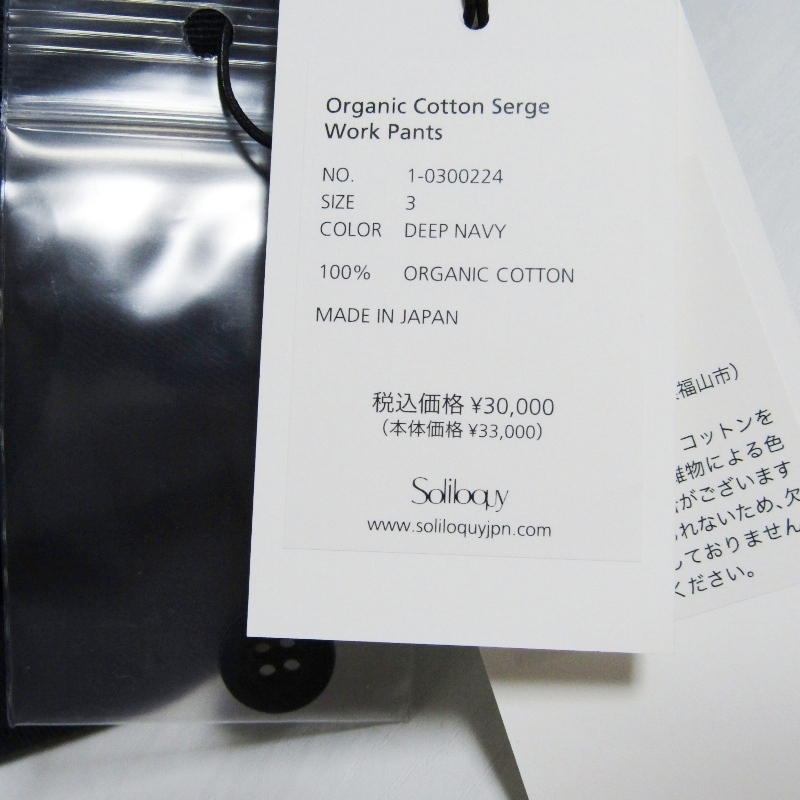 Organic Cotton Serge
Work Pants
NO. 1-0300224
SIZE 3
COLOR DEEP NAVY
100% ORGANIC COTTON
MADE IN JAPAN
税込価格 ¥30,000
（本体価格 ¥33,000）
Soliloquy
www.soliloquyjpn.com
福山市）
コットンを
物による色
がございます
れないため、欠
しておりません
ください。